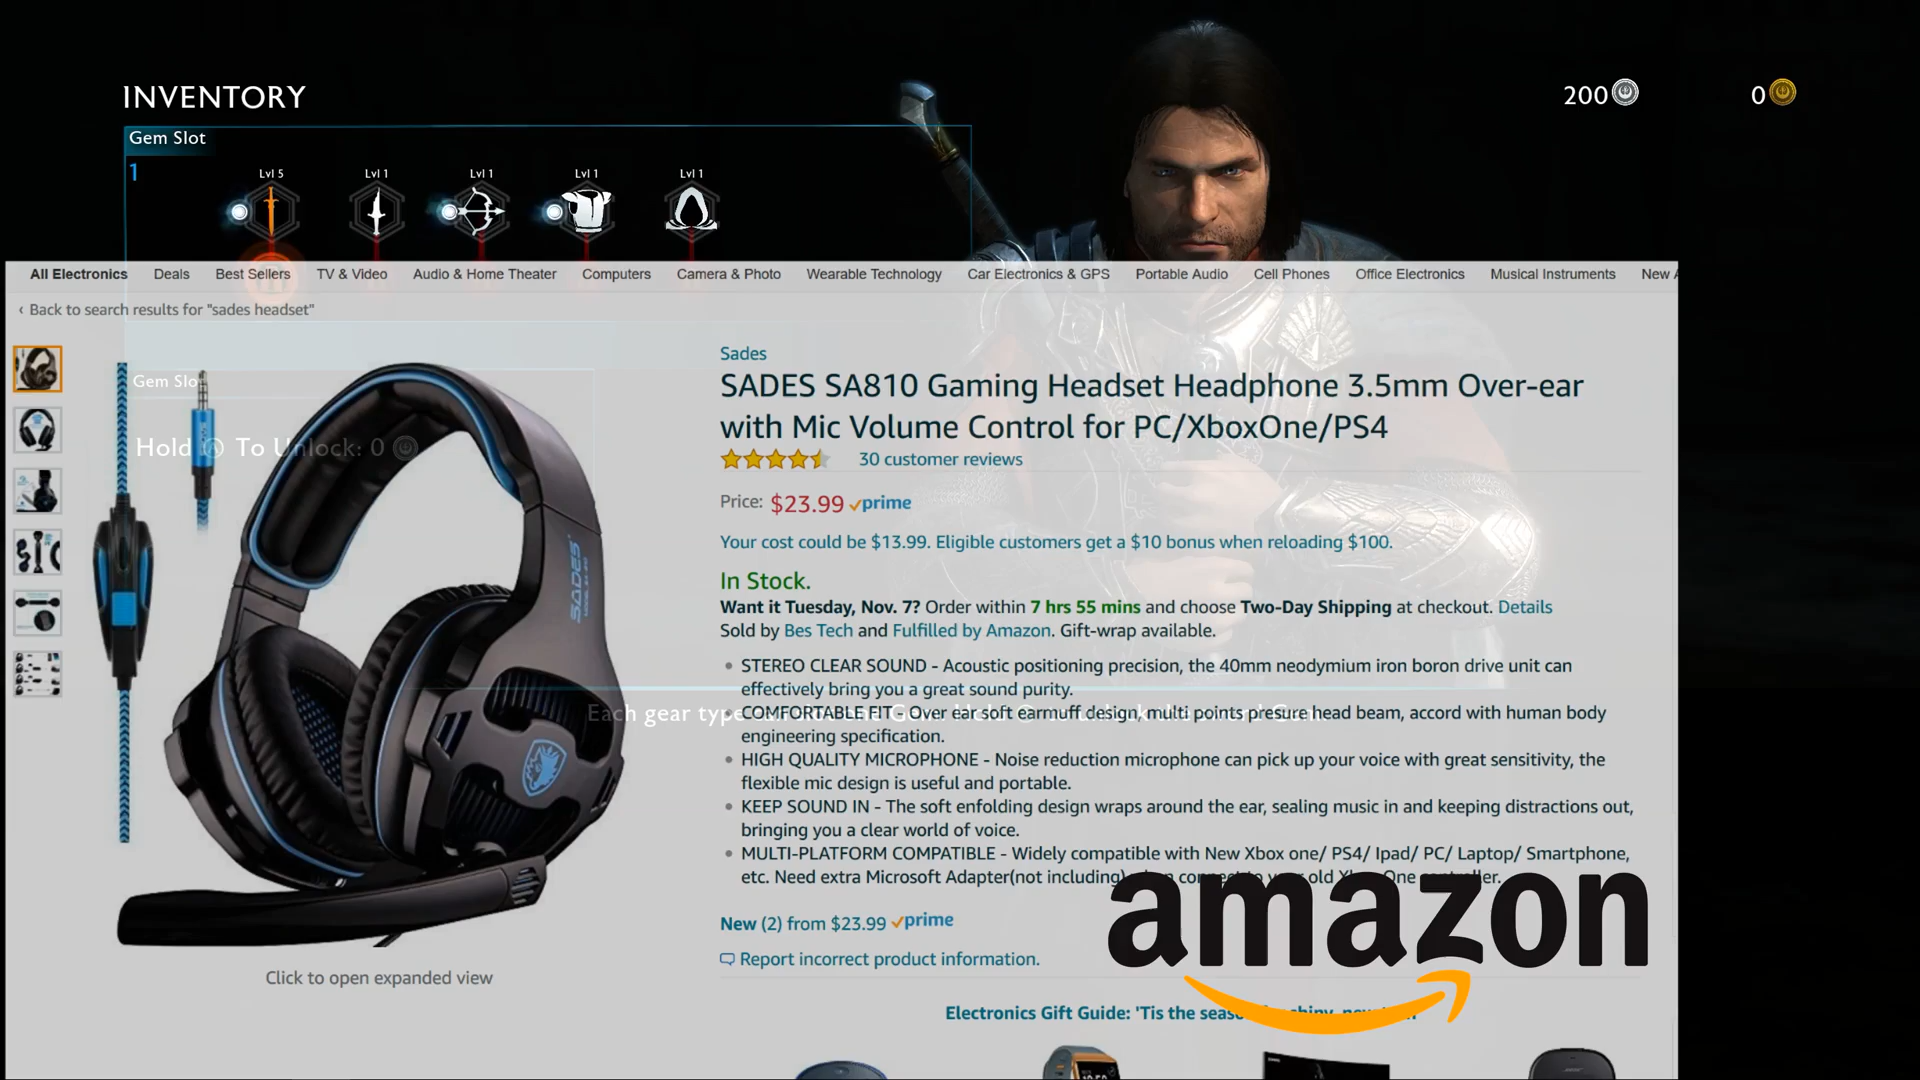 INVENTORY
200
0
Gem Slot
1
Lvl 5
Lvl 1
Lvl 1
Lvl 1
Lvl 1
All Electronics Deals Best Sellers TV & Video Audio & Home Theater Computers Camera & Photo Wearable Technology Car Electronics & GPS Portable Audio Cell Phones Office Electronics Musical Instruments New
‹ Back to search results for "sades headset"
Sades
Gem Slot
SADES SA810 Gaming Headset Headphone 3.5mm Over-ear
with Mic Volume Control for PC/XboxOne/PS4
Hold A To Unlock: 0
30 customer reviews
Price: $23.99 prime
Your cost could be $13.99. Eligible customers get a $10 bonus when reloading $100.
In Stock.
Want it Tuesday, Nov. 7? Order within 7 hrs 55 mins and choose Two-Day Shipping at checkout. Details
Sold by Bes Tech and Fulfilled by Amazon. Gift-wrap available.
SADES
• STEREO CLEAR SOUND - Acoustic positioning precision, the 40mm neodymium iron boron drive unit can
effectively bring you a great sound purity.
Each gear type
• COMFORTABLE FIT - Over ear soft earmuff design, multi points presure head beam, accord with human body
engineering specification.
• HIGH QUALITY MICROPHONE - Noise reduction microphone can pick up your voice with great sensitivity, the
flexible mic design is useful and portable.
• KEEP SOUND IN - The soft enfolding design wraps around the ear, sealing music in and keeping distractions out,
bringing you a clear world of voice.
• MULTI-PLATFORM COMPATIBLE - Widely compatible with New Xbox one/ PS4/ Ipad/ PC/ Laptop/ Smartphone,
etc. Need extra Microsoft Adapter(not including) connect to your old One
amazon
New (2) from $23.99 prime
Report incorrect product information.
Click to open expanded view
Electronics Gift Guide: 'Tis the